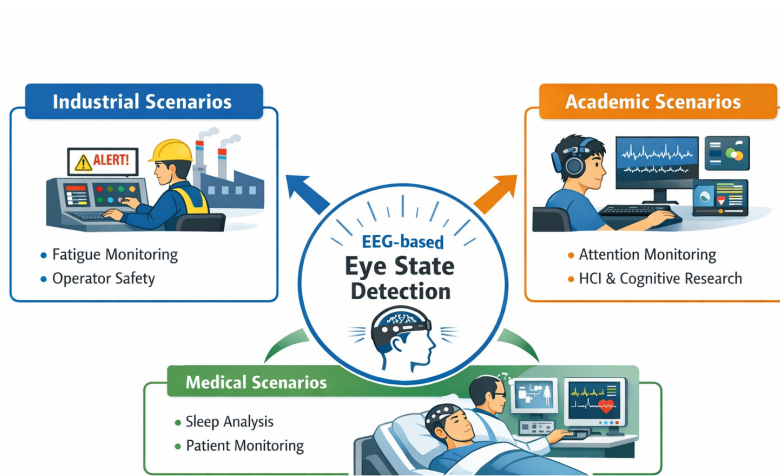 Industrial Scenarios
ALERT!
• Fatigue Monitoring
• Operator Safety
Academic Scenarios
• Attention Monitoring
• HCI & Cognitive Research
EEG-based
Eye State
Detection
Medical Scenarios
• Sleep Analysis
• Patient Monitoring